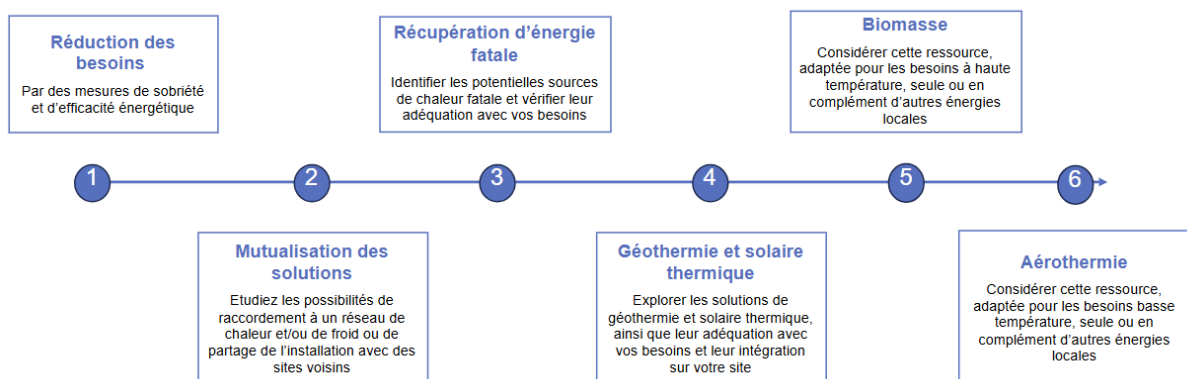 Réduction des
besoins
Par des mesures de sobriété
et d'efficacité énergétique
Récupération d'énergie
fatale
Identifier les potentielles sources
de chaleur fatale et vérifier leur
adéquation avec vos besoins
Biomasse
Considérer cette ressource,
adaptée pour les besoins à haute
température, seule ou en
complément d'autres énergies
locales
1
2
3
4
5
6
Mutualisation des
solutions
Etudiez les possibilités de
raccordement à un réseau de
chaleur et/ou de froid ou de
partage de l'installation avec des
sites voisins
Géothermie et solaire
thermique
Explorer les solutions de
géothermie et solaire thermique,
ainsi que leur adéquation avec
vos besoins et leur intégration
sur votre site
Aérothermie
Considérer cette ressource,
adaptée pour les besoins basse
température, seule ou en
complément d'autres énergies
locales